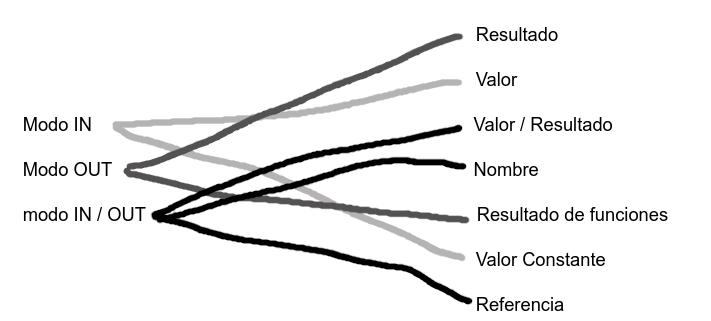 Modo IN
Modo OUT
modo IN / OUT
Resultado
Valor
Valor / Resultado
Nombre
Resultado de funciones
Valor Constante
Referencia